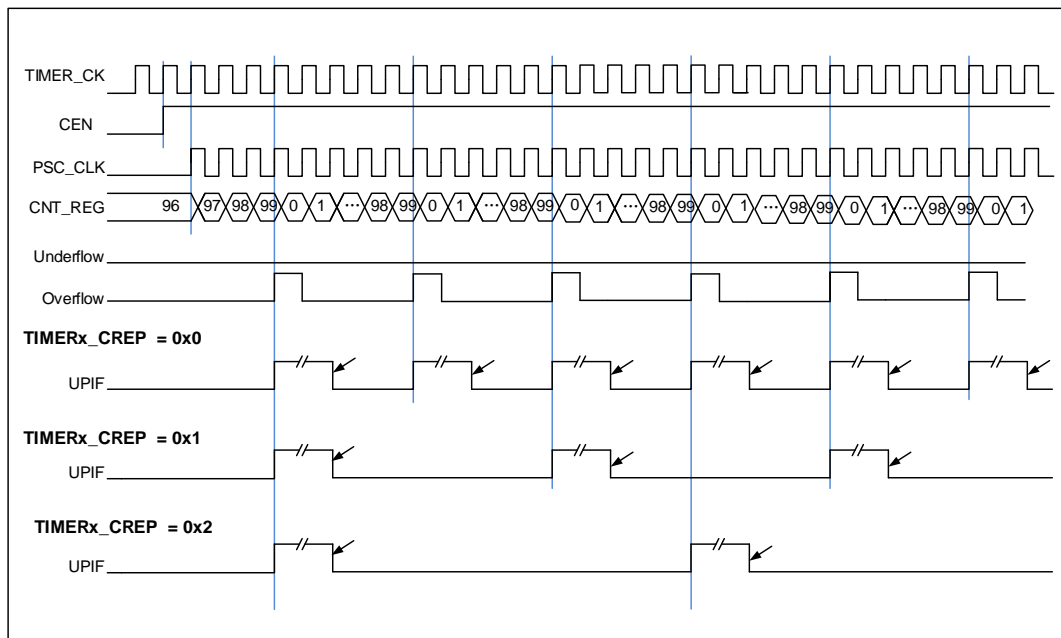 TIMER_CK
CEN
PSC_CLK
CNT_REG 96 97 98 99 0 1 ... 98 99 0 1 ... 98 99 0 1 ... 98 99 0 1 ... 98 99 0 1 ... 98 99 0 1
Underflow
Overflow
TIMERx_CREP = 0x0
UPIF
TIMERx_CREP = 0x1
UPIF
TIMERx_CREP = 0x2
UPIF